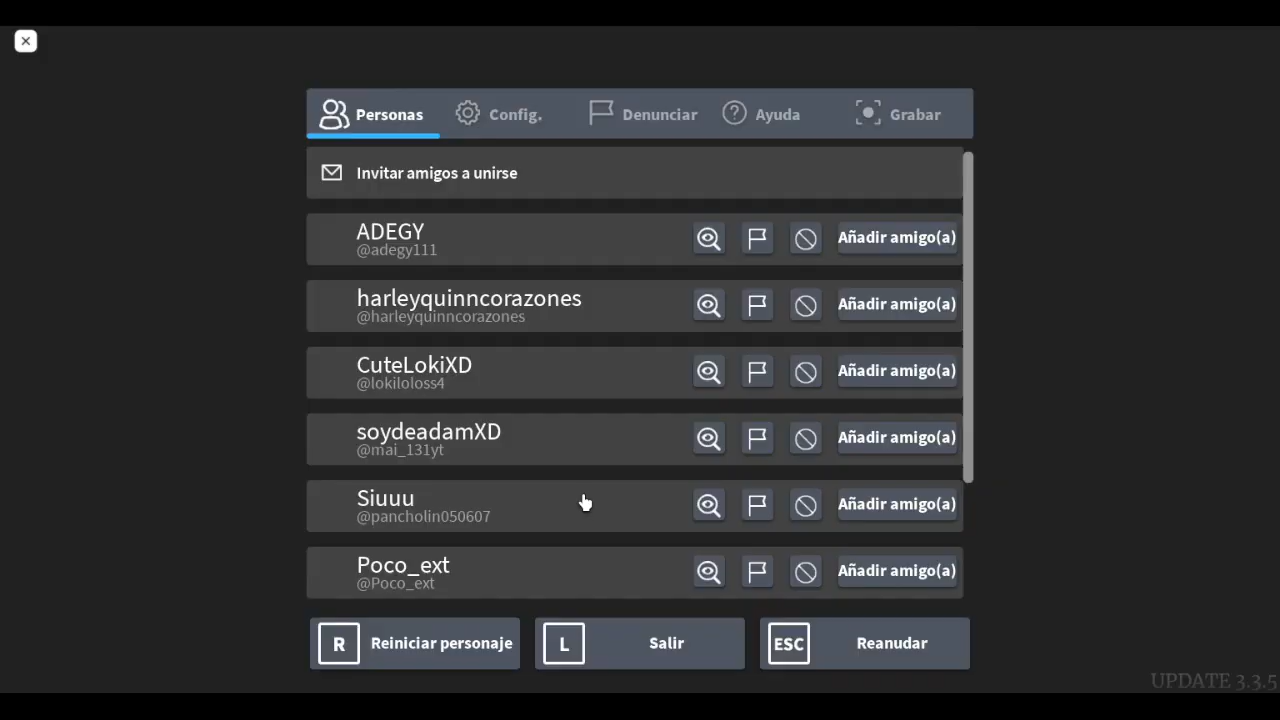 Personas Config. Denunciar Ayuda Grabar
Invitar amigos a unirse
ADEGY
@adegy111
Añadir amigo(a)
harleyquinncorazones
@harleyquinncorazones
Añadir amigo(a)
CuteLokiXD
@lokiloloss4
Añadir amigo(a)
soydeadamXD
@mai_131yt
Añadir amigo(a)
Siuuu
@pancholin050607
Añadir amigo(a)
Poco_ext
@Poco_ext
Añadir amigo(a)
R Reiniciar personaje L Salir ESC Reanudar
UPDATE 3.3.5